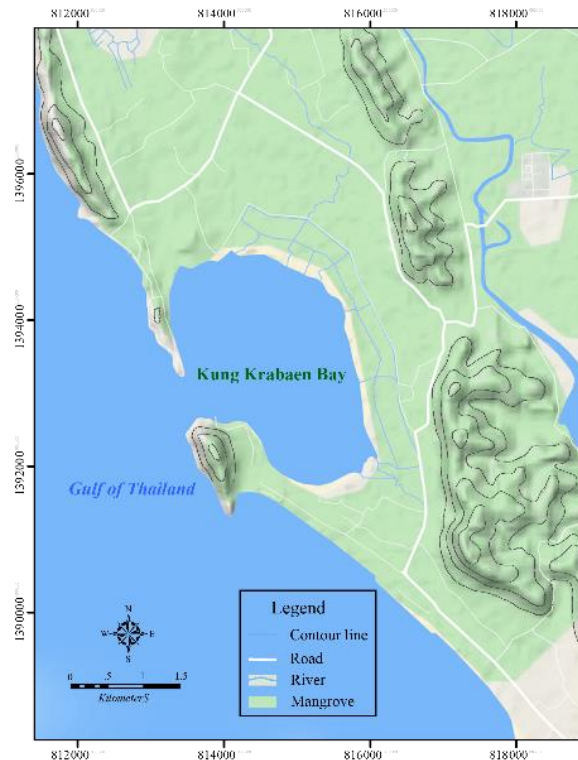 812000 814000 816000 818000
1396000
1394000
Kung Krabaen Bay
1392000
Gulf of Thailand
1390000
N
W E
S
0 .5 1 1.5
KilometerS
Legend
Contour line
Road
River
Mangrove
812000 814000 816000 818000